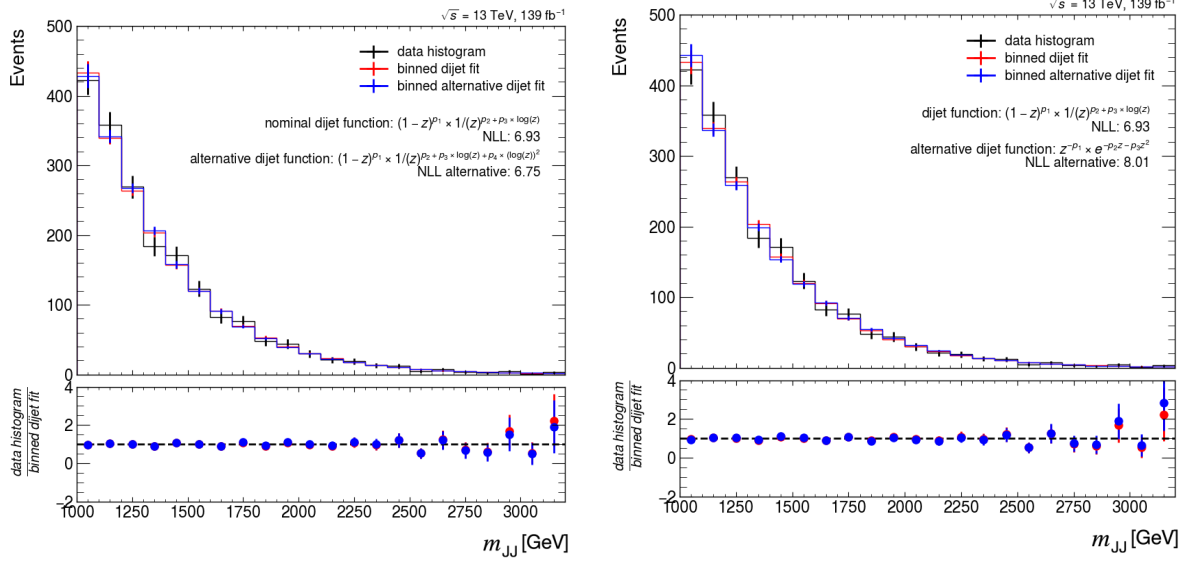 √s = 13 TeV, 139 fb⁻¹
Events
500
400
300
200
100
0
data histogram
binned dijet fit
binned alternative dijet fit
nominal dijet function: (1 − z)^{p₁} × 1/(z)^{p₂+p₃×log(z)}
NLL: 6.93
alternative dijet function: (1 − z)^{p₁} × 1/(z)^{p₂+p₃×log(z)+p₄×(log(z))²}
NLL alternative: 6.75
data histogram
binned dijet fit
4
2
0
−2
1000 1250 1500 1750 2000 2250 2500 2750 3000
m_{JJ} [GeV]
√s = 13 TeV, 139 fb⁻¹
Events
500
400
300
200
100
0
data histogram
binned dijet fit
binned alternative dijet fit
dijet function: (1 − z)^{p₁} × 1/(z)^{p₂+p₃×log(z)}
NLL: 6.93
alternative dijet function: z^{−p₁} × e^{−p₂z−p₃z²}
NLL alternative: 8.01
data histogram
binned dijet fit
4
2
0
−2
1000 1250 1500 1750 2000 2250 2500 2750 3000
m_{JJ} [GeV]